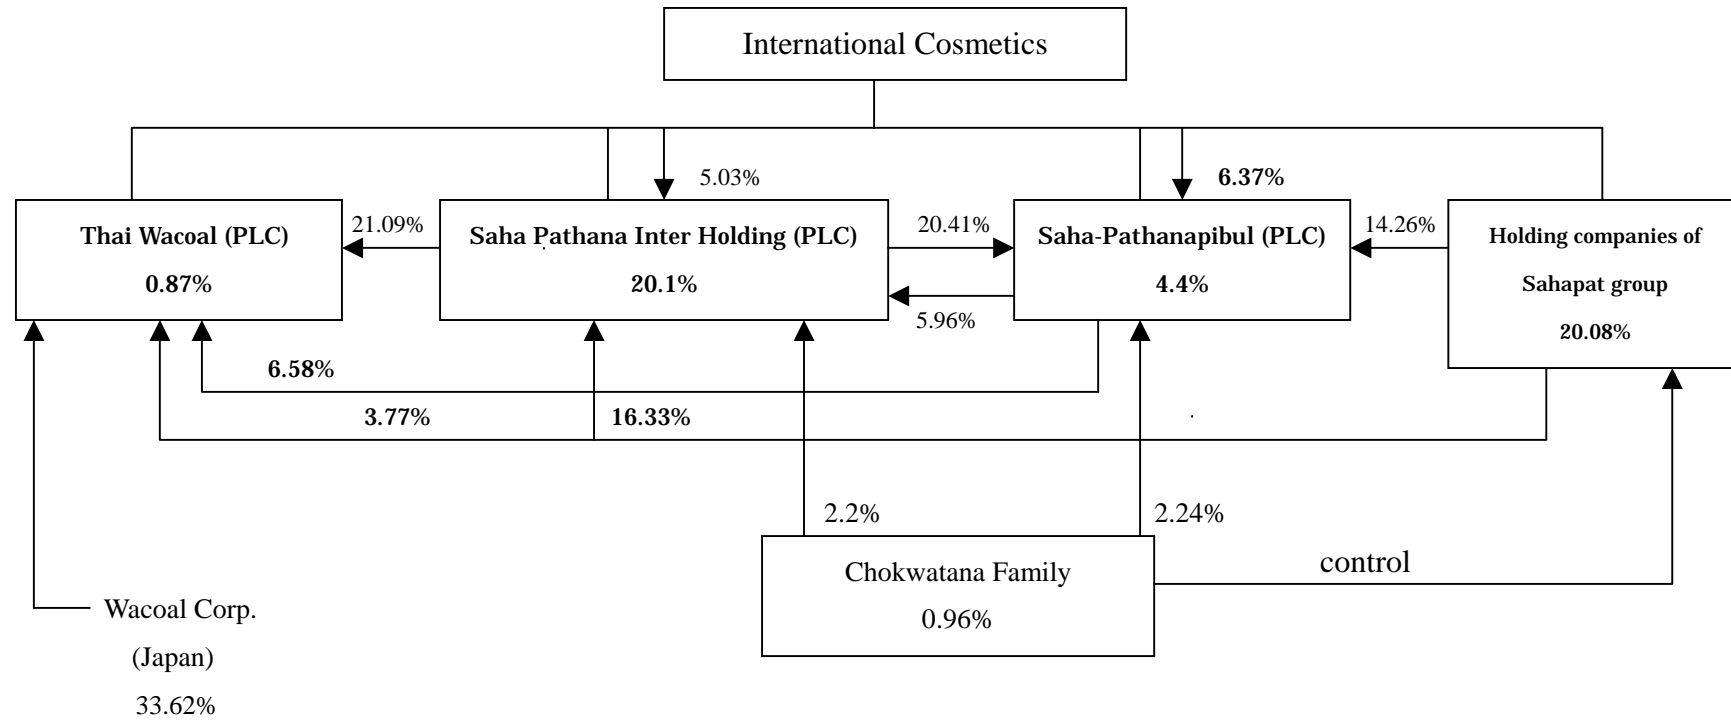 International Cosmetics
5.03%
6.37%
Thai Wacoal (PLC)
0.87%
21.09%
Saha Pathana Inter Holding (PLC)
20.1%
20.41%
5.96%
Saha-Pathanapibul (PLC)
4.4%
14.26%
Holding companies of
Sahapat group
20.08%
6.58%
3.77%
16.33%
2.2%
2.24%
Chokwatana Family
0.96%
control
Wacoal Corp.
(Japan)
33.62%